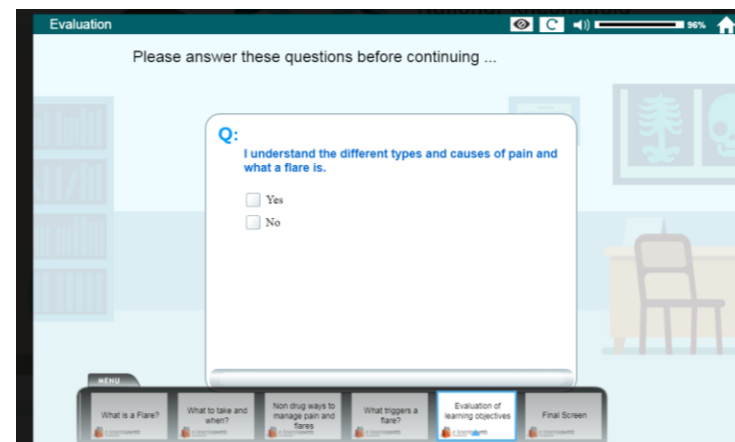 Evaluation
96%
Please answer these questions before continuing ...
Q:
I understand the different types and causes of pain and
what a flare is.
Yes
No
MENU
What is a Flare?
What to take and
when?
Non drug ways to
manage pain and
flares
What triggers a
flare?
Evaluation of
learning objectives
Final Screen